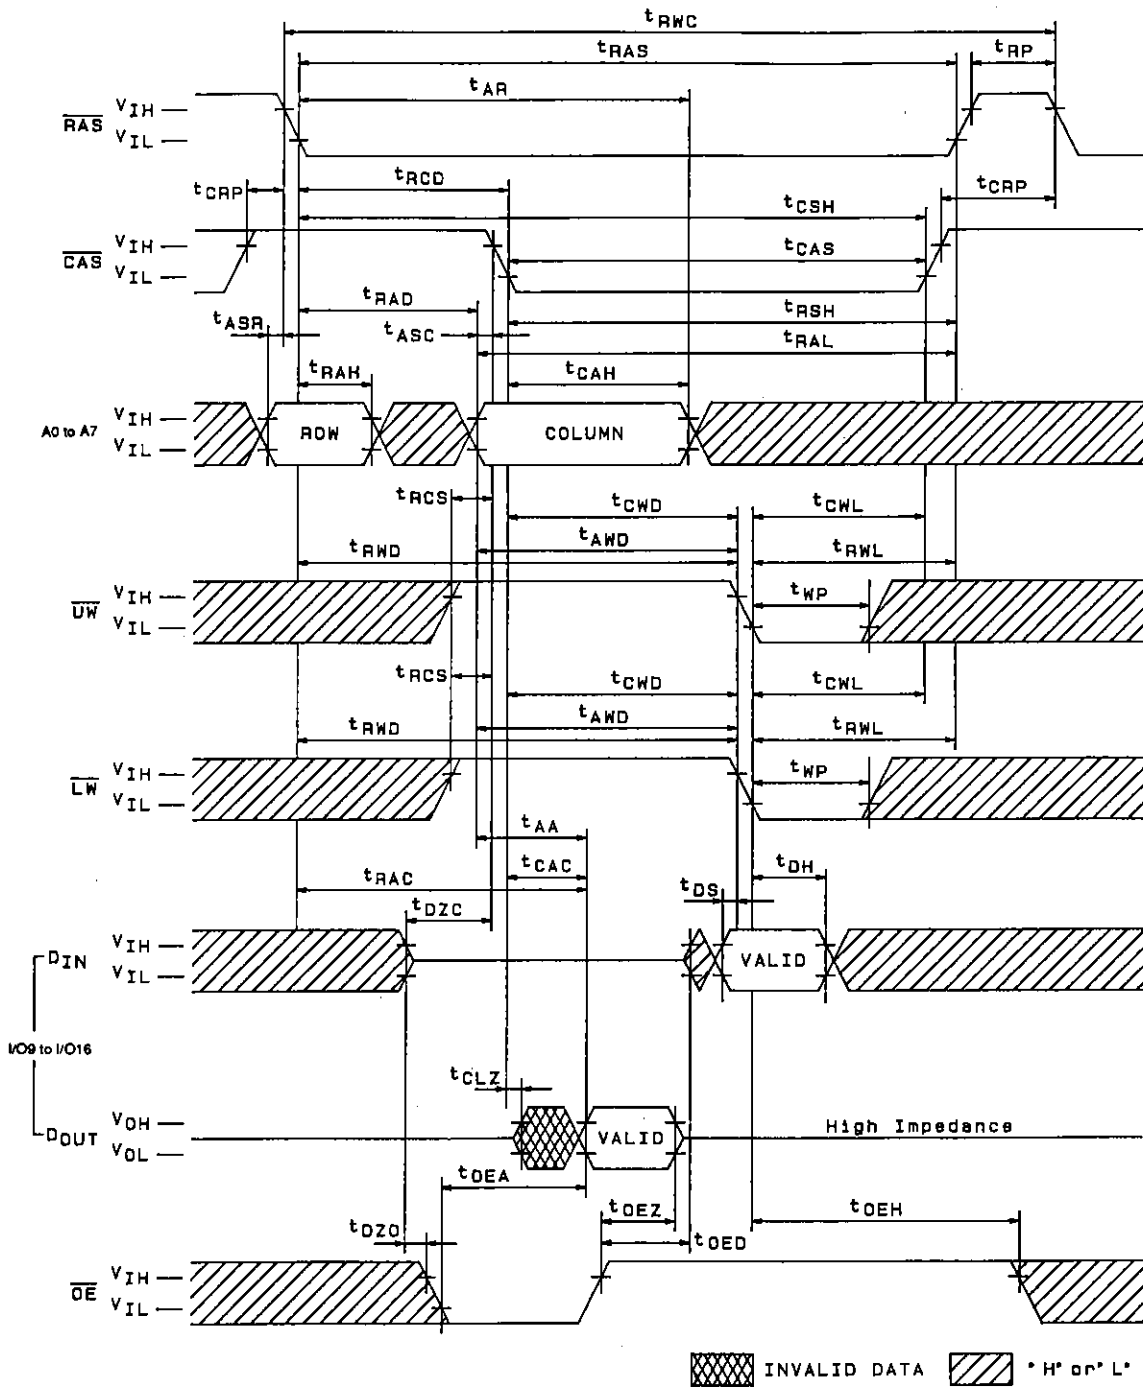 tRWC
tRAS
tRP
tAR
RAS
VIH
VIL
tCRP
tRCD
tCRP
tCSH
CAS
VIH
VIL
tCAS
tRAD
tRSH
tASR
tASC
tRAL
tRAH
tCAH
A0 to A7
VIH
VIL
ROW
COLUMN
tRCS
tCWD
tCWL
tAWD
tRWD
tRWL
UW
VIH
VIL
tWP
tRCS
tCWD
tCWL
tAWD
tRWD
tRWL
LW
VIH
VIL
tWP
tAA
tCAC
tDH
tRAC
tDS
tDZC
DIN
VIH
VIL
VALID
I/O9 to I/O16
tCLZ
DOUT
VOH
VOL
VALID
High Impedance
tOEA
tOEZ
tOEH
tDZO
tOED
OE
VIH
VIL
INVALID DATA
"H" or "L"